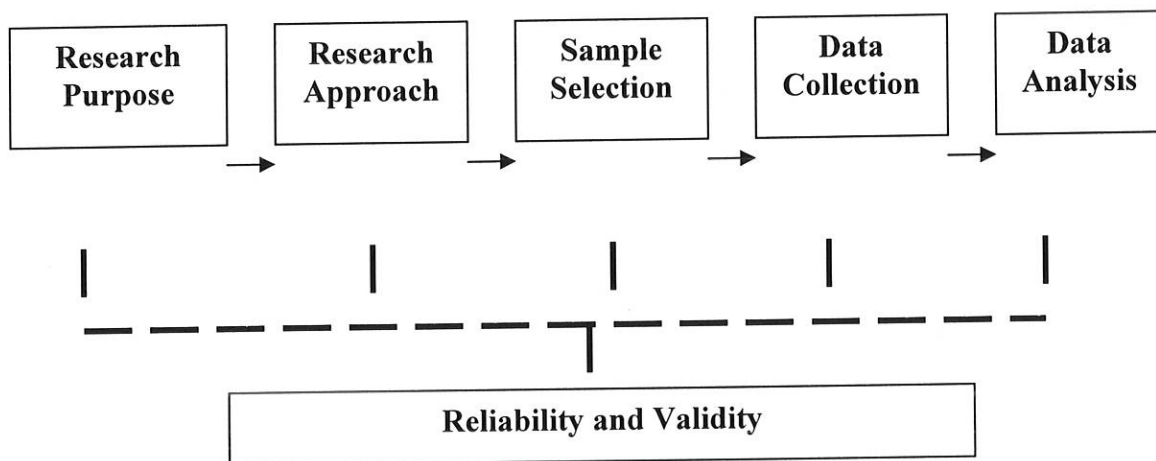 Research
Purpose
Research
Approach
Sample
Selection
Data
Collection
Data
Analysis
Reliability and Validity